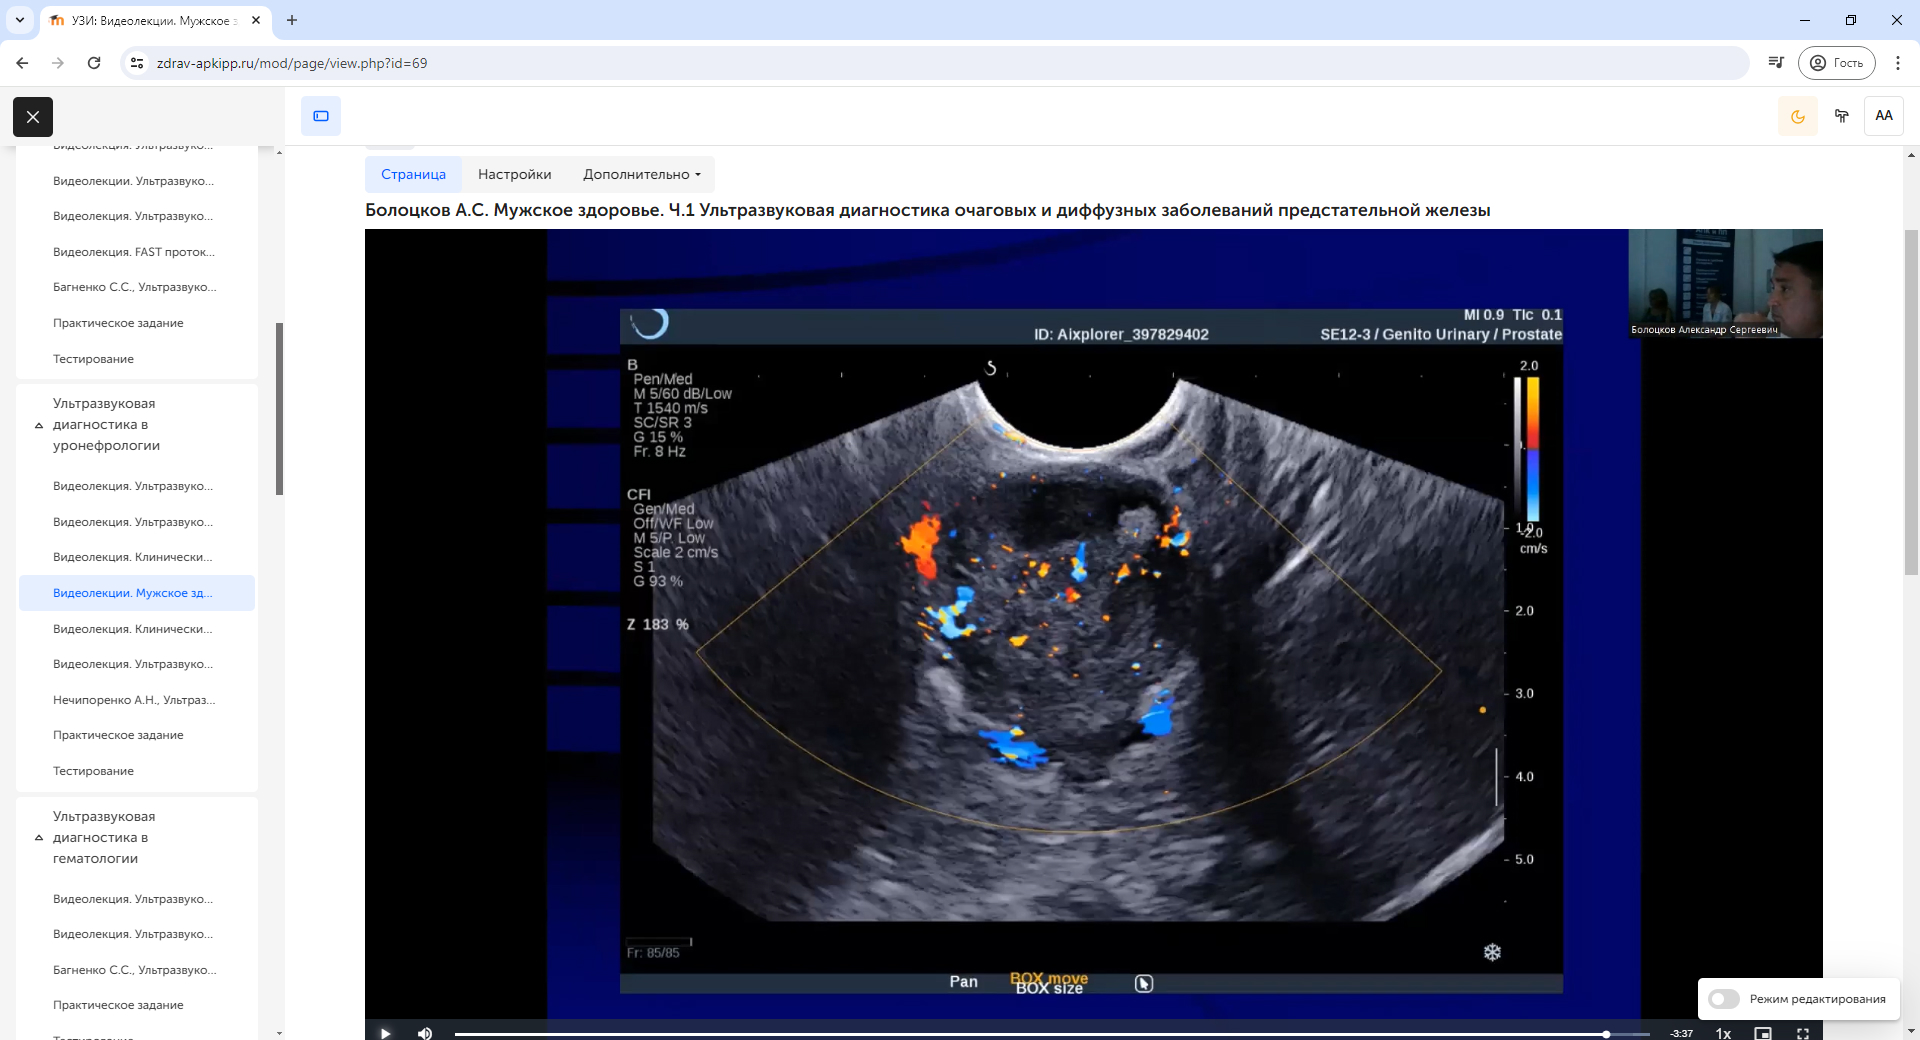 УЗИ: Видеолекции. Мужское з
zdrav-apkipp.ru/mod/page/view.php?id=69
Гость
AA
Видеолекция. Ультразвуко...
Видеолекции. Ультразвуко...
Видеолекция. Ультразвуко...
Видеолекция. FAST проток...
Багненко С.С., Ультразвуко...
Практическое задание
Тестирование
Ультразвуковая
диагностика в
уронефрологии
Видеолекция. Ультразвуко...
Видеолекция. Ультразвуко...
Видеолекция. Клинически...
Видеолекции. Мужское зд...
Видеолекция. Клинически...
Видеолекция. Ультразвуко...
Нечипоренко А.Н., Ультраз...
Практическое задание
Тестирование
Ультразвуковая
диагностика в
гематологии
Видеолекция. Ультразвуко...
Видеолекция. Ультразвуко...
Багненко С.С., Ультразвуко...
Практическое задание
Тестирование
Страница Настройки Дополнительно
Болоцков А.С. Мужское здоровье. Ч.1 Ультразвуковая диагностика очаговых и диффузных заболеваний предстательной железы
Болоцков Александр Сергеевич
MI 0.9 TIc 0.1
ID: Aixplorer_397829402 SE12-3 / Genito Urinary / Prostate
B
Pen/Med
M 5/60 dB/Low
T 1540 m/s
SC/SR 3
G 15 %
Fr. 8 Hz
CFI
Gen/Med
Off/WF Low
M 5/P. Low
Scale 2 cm/s
S 1
G 93 %
Z 183 %
2.0
1.0
-2.0
cm/s
2.0
3.0
4.0
5.0
Fr: 85/85
Pan BOX move
BOX size
Режим редактирования
-3:37 1x